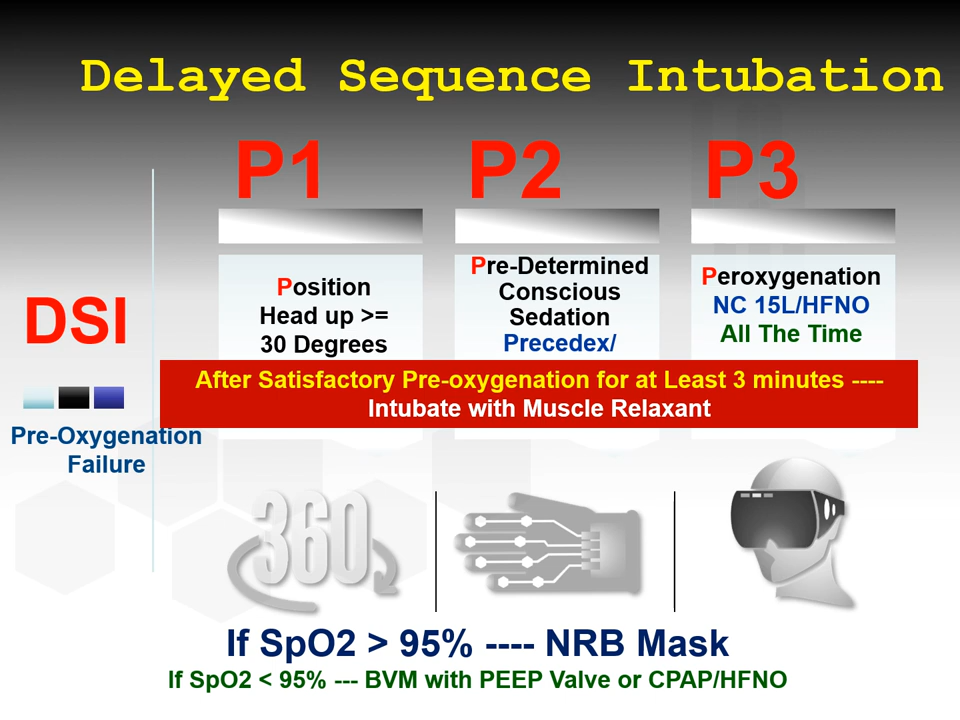 Delayed Sequence Intubation
P1
P2
P3
Position
Head up >=
30 Degrees
Pre-Determined
Conscious
Sedation
Precedex/
Peroxygenation
NC 15L/HFNO
All The Time
DSI
After Satisfactory Pre-oxygenation for at Least 3 minutes ----
Intubate with Muscle Relaxant
Pre-Oxygenation
Failure
360
If SpO2 > 95% ---- NRB Mask
If SpO2 < 95% --- BVM with PEEP Valve or CPAP/HFNO